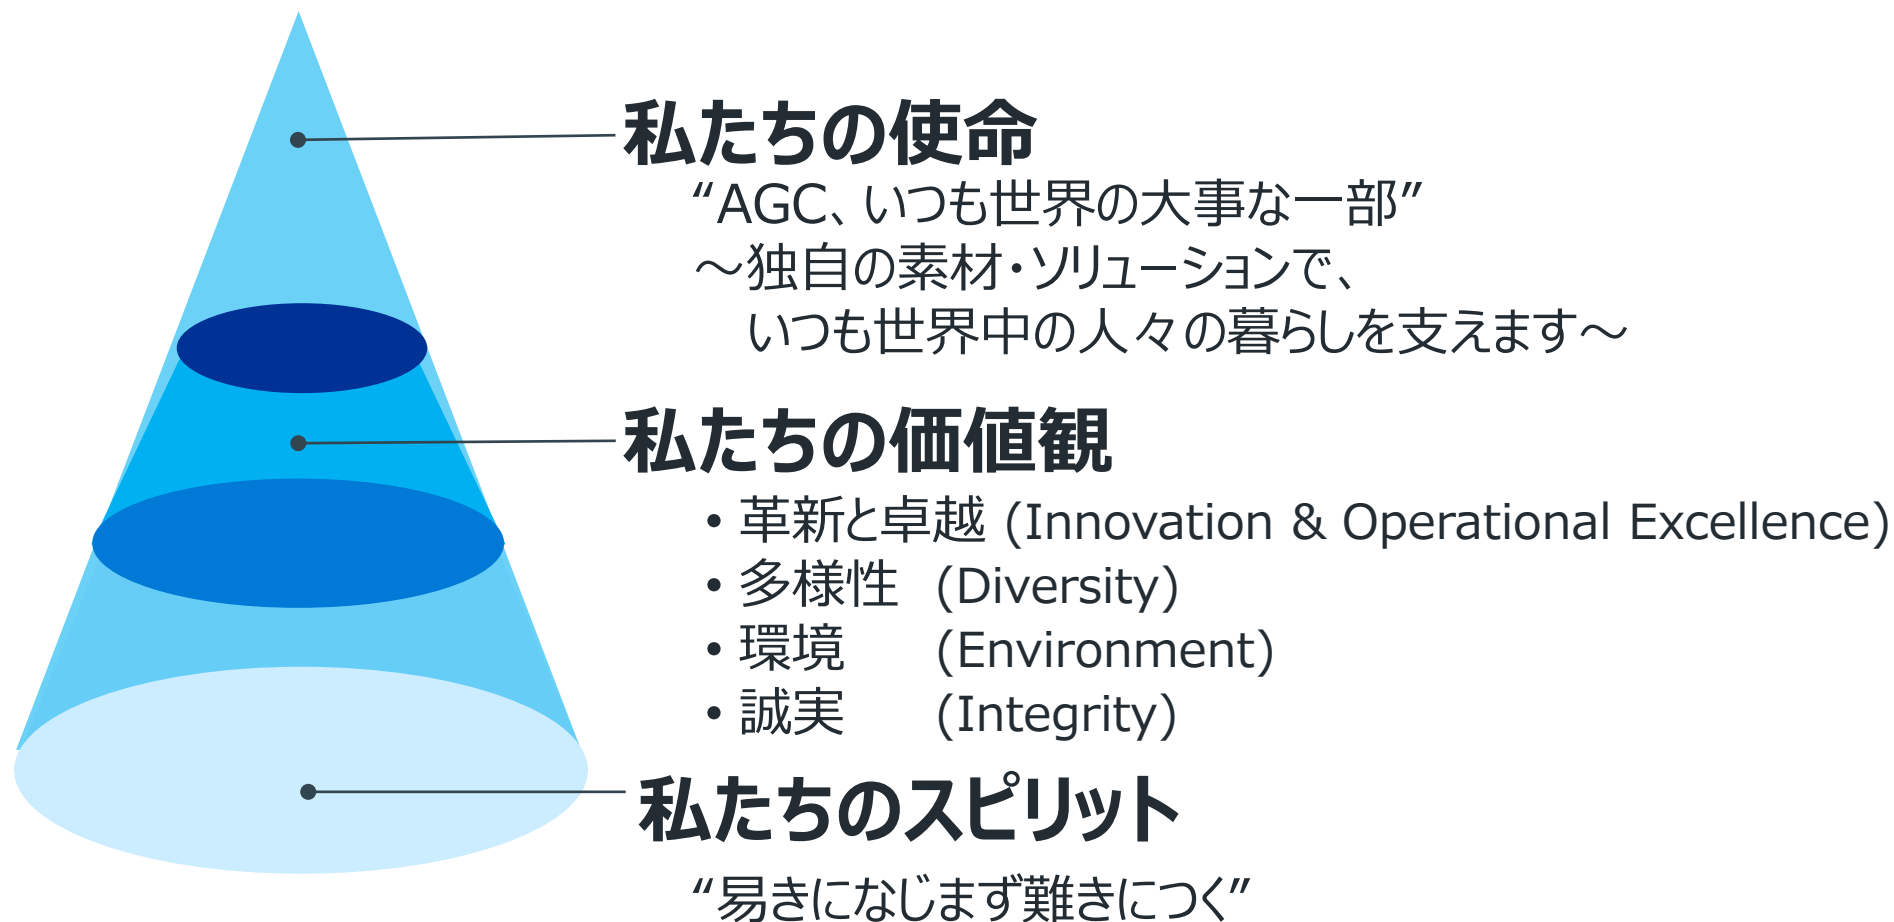 私たちの使命
“AGC、いつも世界の大事な一部”
～独自の素材・ソリューションで、
いつも世界中の人々の暮らしを支えます～
私たちの価値観
• 革新と卓越 (Innovation & Operational Excellence)
• 多様性 (Diversity)
• 環境 (Environment)
• 誠実 (Integrity)
私たちのスピリット
“易きになじまず難きにつく”